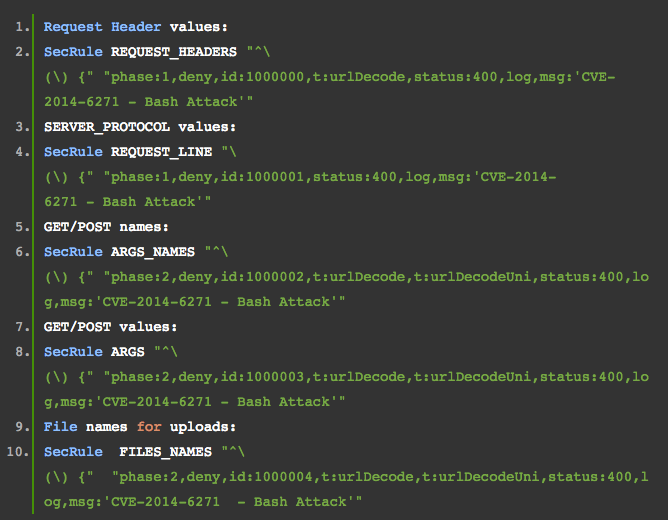 1. Request Header values:
2. SecRule REQUEST_HEADERS "^\
(\) {" "phase:1,deny,id:1000000,t:urlDecode,status:400,log,msg:'CVE-
2014-6271 - Bash Attack'"
3. SERVER_PROTOCOL values:
4. SecRule REQUEST_LINE "\
(\) {" "phase:1,deny,id:1000001,status:400,log,msg:'CVE-2014-
6271 - Bash Attack'"
5. GET/POST names:
6. SecRule ARGS_NAMES "^\
(\) {" "phase:2,deny,id:1000002,t:urlDecode,t:urlDecodeUni,status:400,lo
g,msg:'CVE-2014-6271 - Bash Attack'"
7. GET/POST values:
8. SecRule ARGS "^\
(\) {" "phase:2,deny,id:1000003,t:urlDecode,t:urlDecodeUni,status:400,lo
g,msg:'CVE-2014-6271 - Bash Attack'"
9. File names for uploads:
10. SecRule  FILES_NAMES "^\
(\) {"  "phase:2,deny,id:1000004,t:urlDecode,t:urlDecodeUni,status:400,l
og,msg:'CVE-2014-6271  - Bash Attack'"